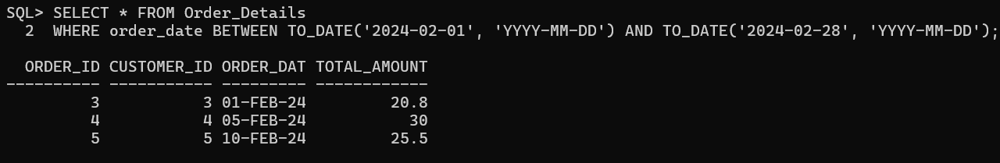 SQL> SELECT * FROM Order_Details
  2  WHERE order_date BETWEEN TO_DATE('2024-02-01', 'YYYY-MM-DD') AND TO_DATE('2024-02-28', 'YYYY-MM-DD');

  ORDER_ID CUSTOMER_ID ORDER_DAT TOTAL_AMOUNT
---------- ----------- --------- ------------
         3           3 01-FEB-24         20.8
         4           4 05-FEB-24           30
         5           5 10-FEB-24         25.5